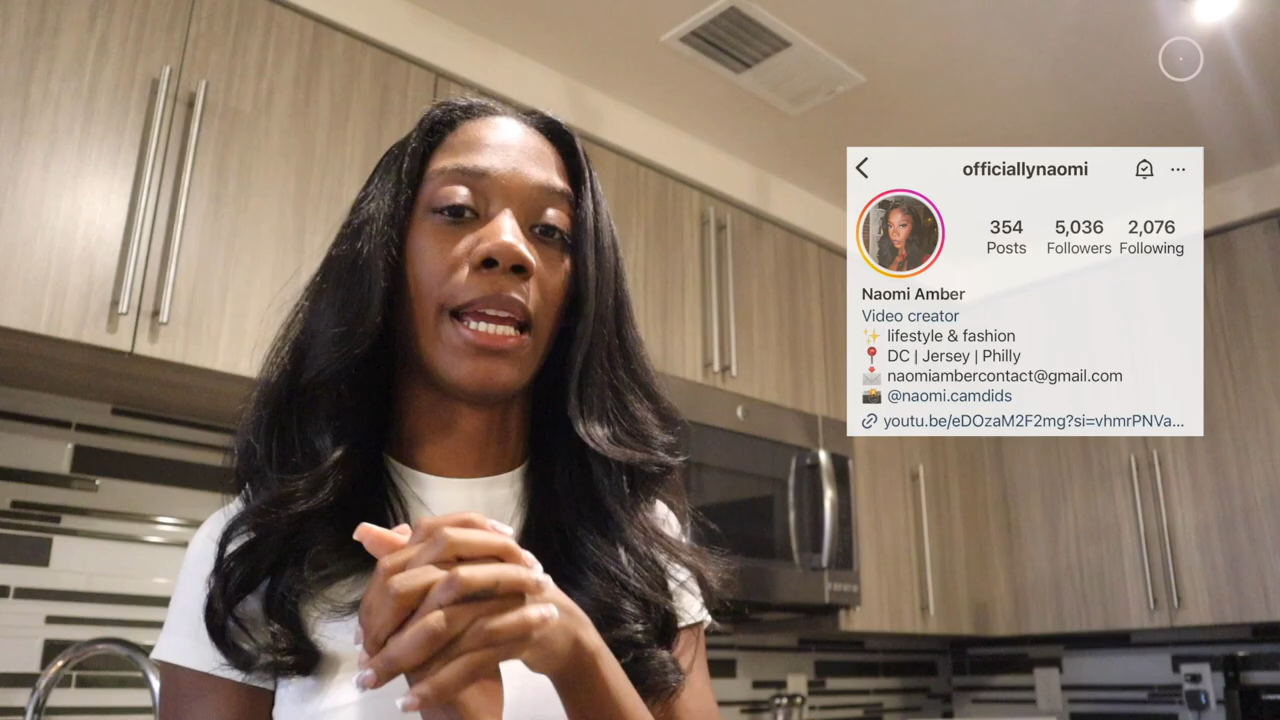 officiallynaomi
354 5,036 2,076
Posts Followers Following
Naomi Amber
Video creator
✨ lifestyle & fashion
📍 DC | Jersey | Philly
📩 naomiambercontact@gmail.com
📸 @naomi.camdids
youtu.be/eDOzaM2F2mg?si=vhmrPNVa...